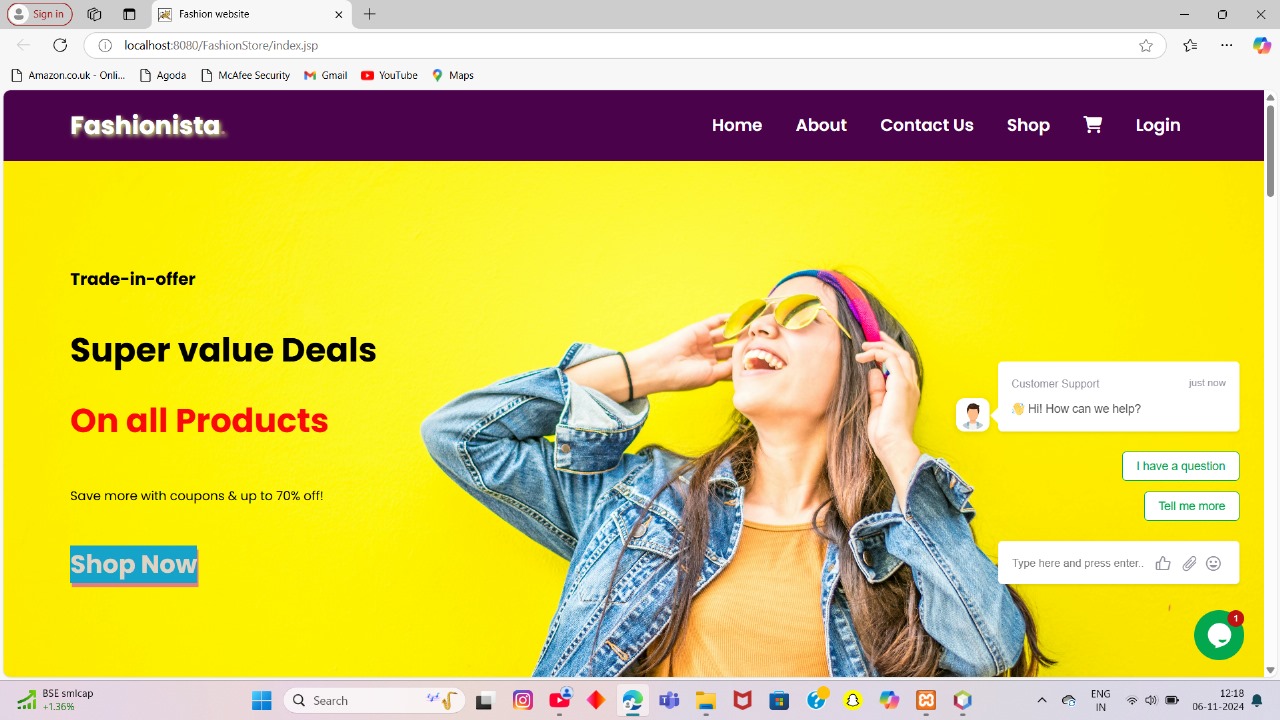 Sign in
Fashion website
localhost:8080/FashionStore/index.jsp
Amazon.co.uk - Onli...
Agoda
McAfee Security
Gmail
YouTube
Maps
Fashionista.
Home
About
Contact Us
Shop
Login
Trade-in-offer
Super value Deals
On all Products
Save more with coupons & up to 70% off!
Shop Now
Customer Support
just now
👋 Hi! How can we help?
I have a question
Tell me more
Type here and press enter..
1
BSE smlcap
+1.36%
Search
ENG
IN
12:18
06-11-2024